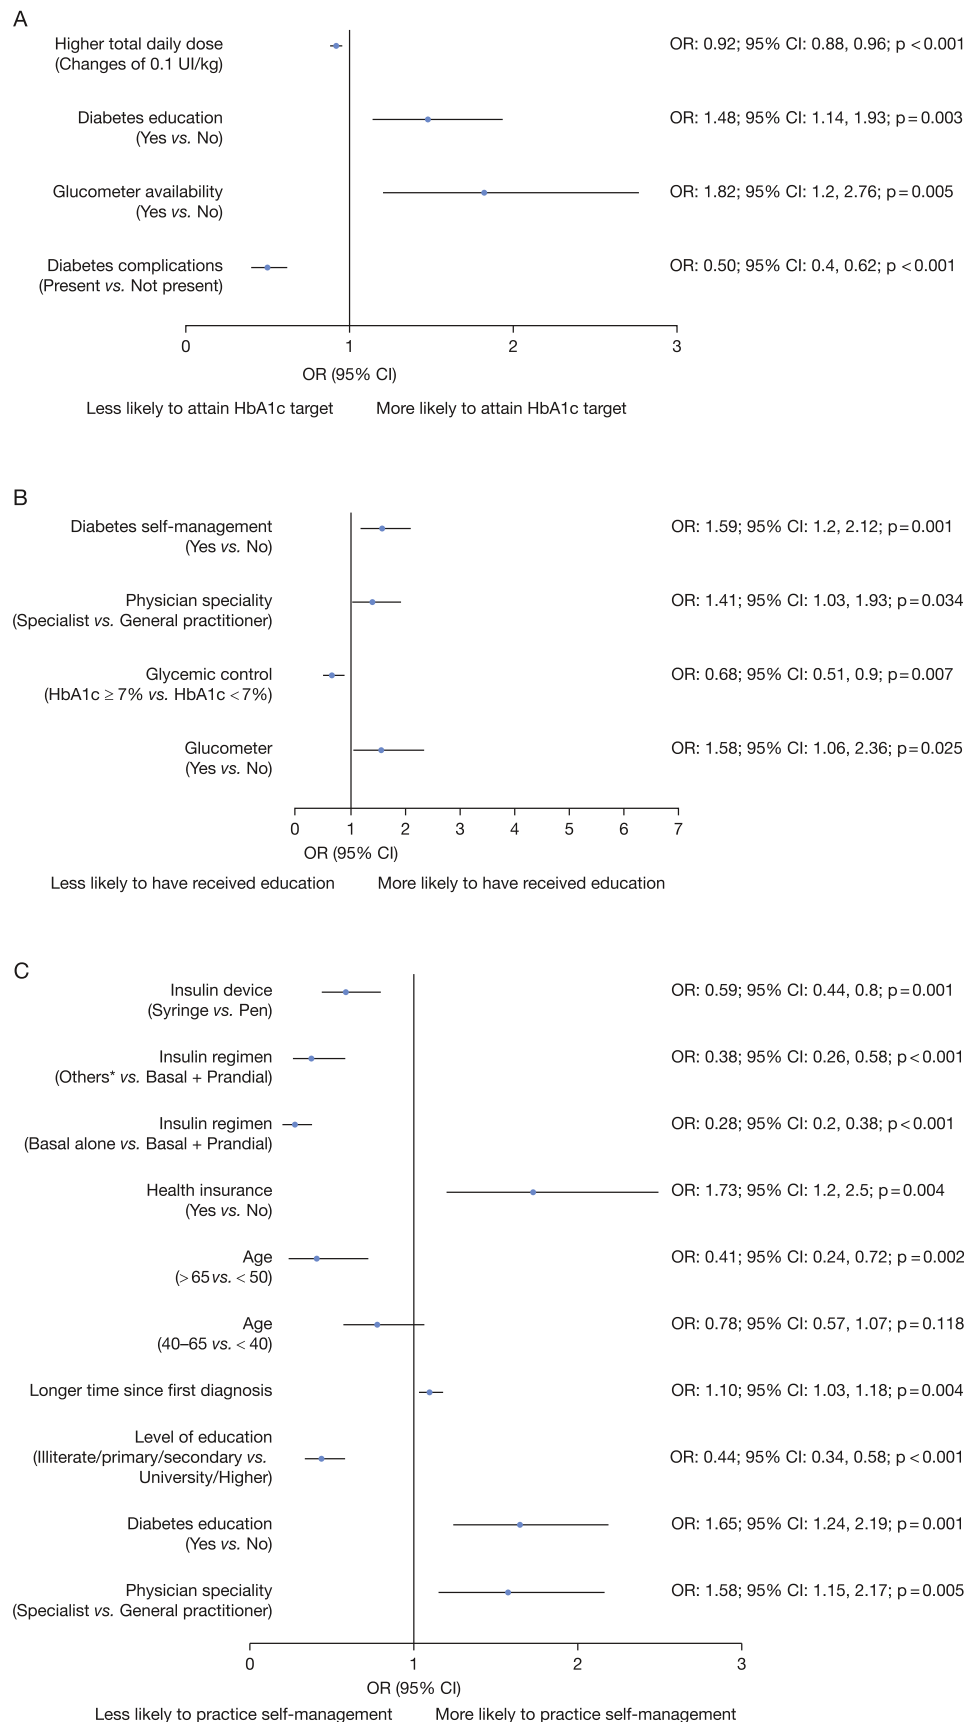 A
Higher total daily dose
(Changes of 0.1 UI/kg)
OR: 0.92; 95% CI: 0.88, 0.96; p < 0.001
Diabetes education
(Yes vs. No)
OR: 1.48; 95% CI: 1.14, 1.93; p = 0.003
Glucometer availability
(Yes vs. No)
OR: 1.82; 95% CI: 1.2, 2.76; p = 0.005
Diabetes complications
(Present vs. Not present)
OR: 0.50; 95% CI: 0.4, 0.62; p < 0.001
0 1 2 3
OR (95% CI)
Less likely to attain HbA1c target More likely to attain HbA1c target
B
Diabetes self-management
(Yes vs. No)
OR: 1.59; 95% CI: 1.2, 2.12; p = 0.001
Physician speciality
(Specialist vs. General practitioner)
OR: 1.41; 95% CI: 1.03, 1.93; p = 0.034
Glycemic control
(HbA1c ≥ 7% vs. HbA1c < 7%)
OR: 0.68; 95% CI: 0.51, 0.9; p = 0.007
Glucometer
(Yes vs. No)
OR: 1.58; 95% CI: 1.06, 2.36; p = 0.025
0 1 2 3 4 5 6 7
OR (95% CI)
Less likely to have received education More likely to have received education
C
Insulin device
(Syringe vs. Pen)
OR: 0.59; 95% CI: 0.44, 0.8; p = 0.001
Insulin regimen
(Others* vs. Basal + Prandial)
OR: 0.38; 95% CI: 0.26, 0.58; p < 0.001
Insulin regimen
(Basal alone vs. Basal + Prandial)
OR: 0.28; 95% CI: 0.2, 0.38; p < 0.001
Health insurance
(Yes vs. No)
OR: 1.73; 95% CI: 1.2, 2.5; p = 0.004
Age
(> 65 vs. < 50)
OR: 0.41; 95% CI: 0.24, 0.72; p = 0.002
Age
(40–65 vs. < 40)
OR: 0.78; 95% CI: 0.57, 1.07; p = 0.118
Longer time since first diagnosis
OR: 1.10; 95% CI: 1.03, 1.18; p = 0.004
Level of education
(Illiterate/primary/secondary vs.
University/Higher)
OR: 0.44; 95% CI: 0.34, 0.58; p < 0.001
Diabetes education
(Yes vs. No)
OR: 1.65; 95% CI: 1.24, 2.19; p = 0.001
Physician speciality
(Specialist vs. General practitioner)
OR: 1.58; 95% CI: 1.15, 2.17; p = 0.005
0 1 2 3
OR (95% CI)
Less likely to practice self-management More likely to practice self-management